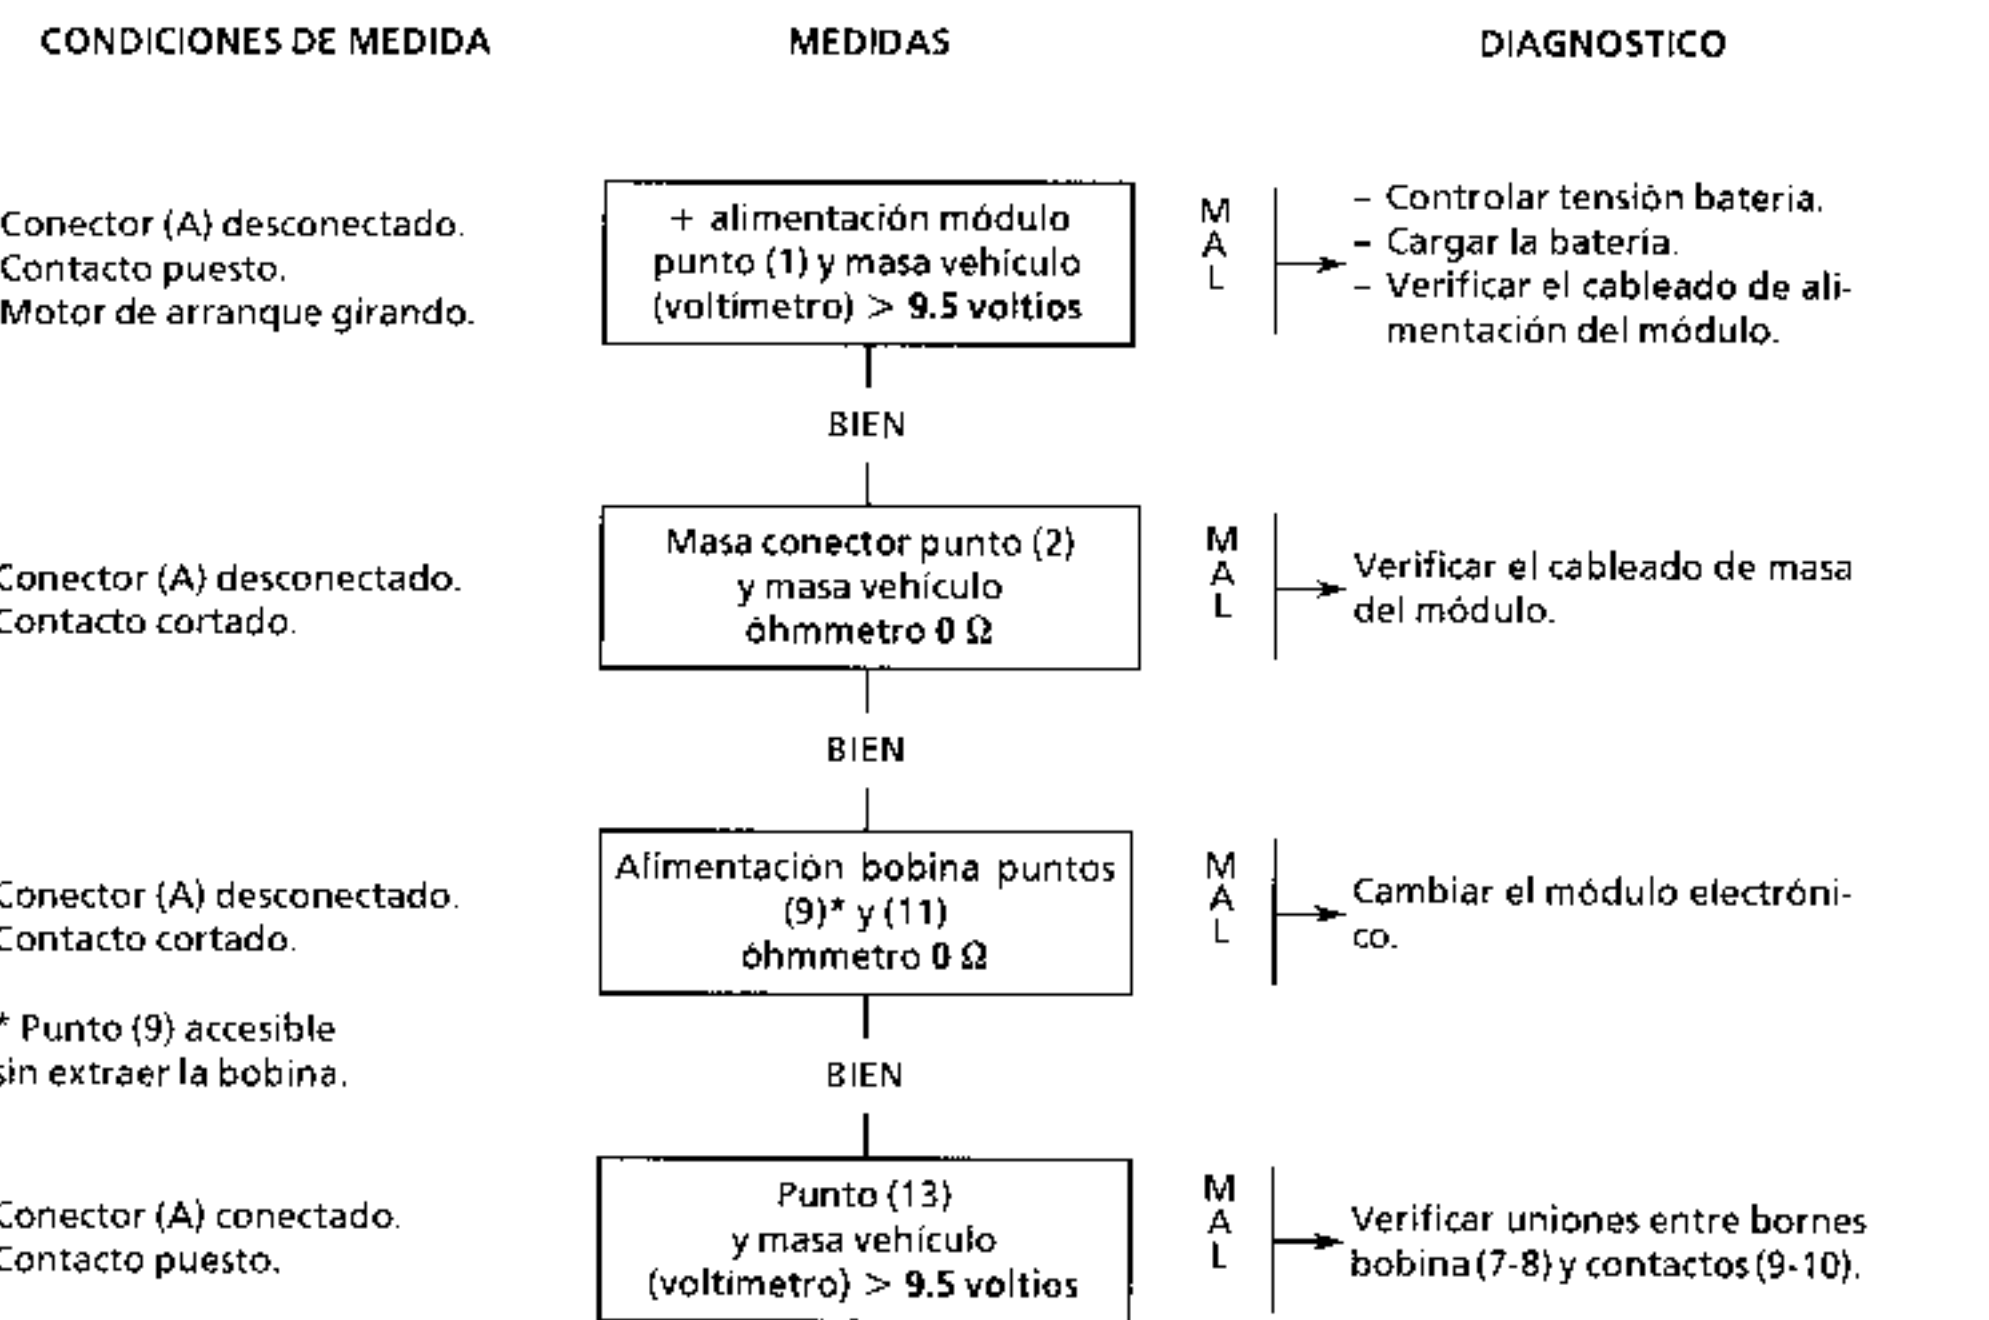 CONDICIONES DE MEDIDA
MEDIDAS
DIAGNOSTICO
Conector (A) desconectado.
Contacto puesto.
Motor de arranque girando.
+ alimentación módulo
punto (1) y masa vehículo
(voltímetro) > 9.5 voltios
M
A
L
– Controlar tensión bateria.
– Cargar la batería.
– Verificar el cableado de ali-
mentación del módulo.
BIEN
Conector (A) desconectado.
Contacto cortado.
Masa conector punto (2)
y masa vehículo
óhmmetro 0 Ω
M
A
L
Verificar el cableado de masa
del módulo.
BIEN
Conector (A) desconectado.
Contacto cortado.
* Punto (9) accesible
sin extraer la bobina.
Alimentación bobina puntos
(9)* y (11)
óhmmetro 0 Ω
M
A
L
Cambiar el módulo electróni-
co.
BIEN
Conector (A) conectado.
Contacto puesto.
Punto (13)
y masa vehículo
(voltímetro) > 9.5 voltios
M
A
L
Verificar uniones entre bornes
bobina (7-8) y contactos (9-10).